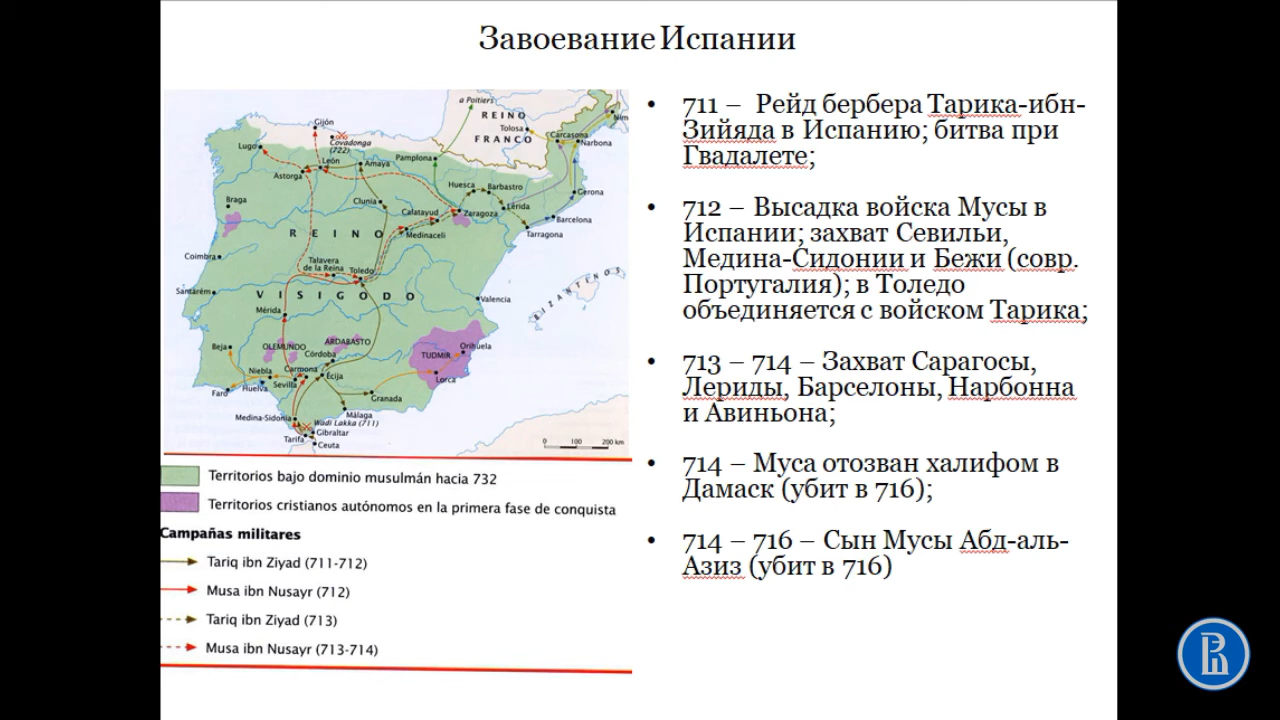 Завоевание Испании
a Poitiers
REINO
FRANCO
Tolosa
Carcasona
Narbona
Gijón
Covadonga
(722)
Lugo
León
Amaya
Pamplona
Astorga
Huesca
Barbastro
Gerona
Braga
Clunia
Calatayud
Zaragoza
Lérida
Barcelona
Tarragona
REINO
Medinaceli
Coimbra
Talavera
de la Reina
Toledo
Santarém
VISIGODO
Valencia
BIZANTINOS
Mérida
Beja
OLEMUNDO
ARDABASTO
Córdoba
TUDMIR
Orihuela
Niebla
Carmona
Écija
Lorca
Faro
Huelva
Sevilla
Granada
Medina-Sidonia
Málaga
Wadi Lakka (711)
Gibraltar
Tarifa
Ceuta
0 100 200 km
Territorios bajo dominio musulmán hacia 732
Territorios cristianos autónomos en la primera fase de conquista
Campañas militares
Tariq ibn Ziyad (711-712)
Musa ibn Nusayr (712)
Tariq ibn Ziyad (713)
Musa ibn Nusayr (713-714)
• 711 – Рейд бербера Тарика-ибн-
Зийяда в Испанию; битва при
Гвадалете;
• 712 – Высадка войска Мусы в
Испании; захват Севильи,
Медина-Сидонии и Бежи (совр.
Португалия); в Толедо
объединяется с войском Тарика;
• 713 – 714 – Захват Сарагосы,
Лериды, Барселоны, Нарбонна
и Авиньона;
• 714 – Муса отозван халифом в
Дамаск (убит в 716);
• 714 – 716 – Сын Мусы Абд-аль-
Азиз (убит в 716)